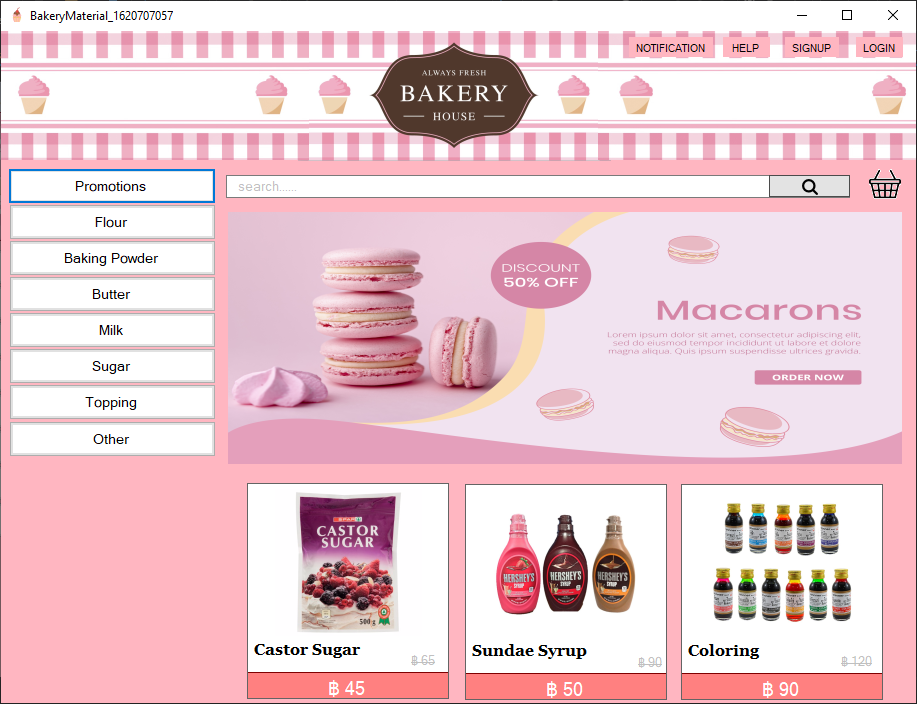 BakeryMaterial_1620707057
NOTIFICATION
HELP
SIGNUP
LOGIN
ALWAYS FRESH
BAKERY
HOUSE
Promotions
Flour
Baking Powder
Butter
Milk
Sugar
Topping
Other
search......
DISCOUNT
50% OFF
Macarons
Lorem ipsum dolor sit amet, consectetur adipiscing elit,
sed do eiusmod tempor incididunt ut labore et dolore
magna aliqua. Quis ipsum suspendisse ultrices gravida.
ORDER NOW
SPAR
CASTOR
SUGAR
500 g
Castor Sugar
฿ 65
฿ 45
HERSHEY'S
SYRUP
HERSHEY'S
SYRUP
HERSHEY'S
SYRUP
Sundae Syrup
฿ 90
฿ 50
Coloring
฿ 120
฿ 90